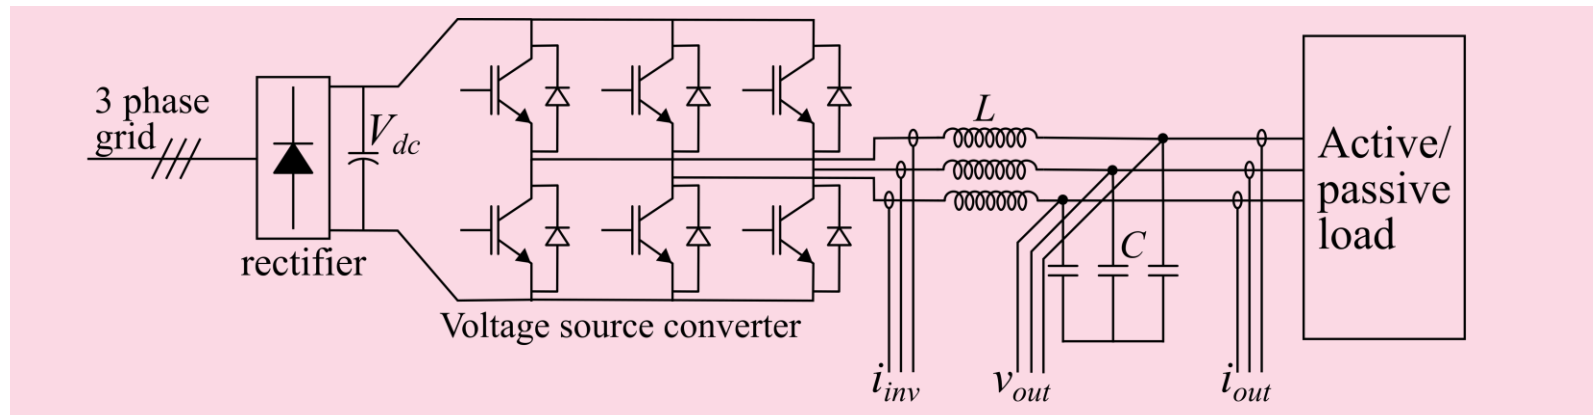 3 phase
grid
V_dc
rectifier
Voltage source converter
L
C
i_inv
v_out
i_out
Active/
passive
load